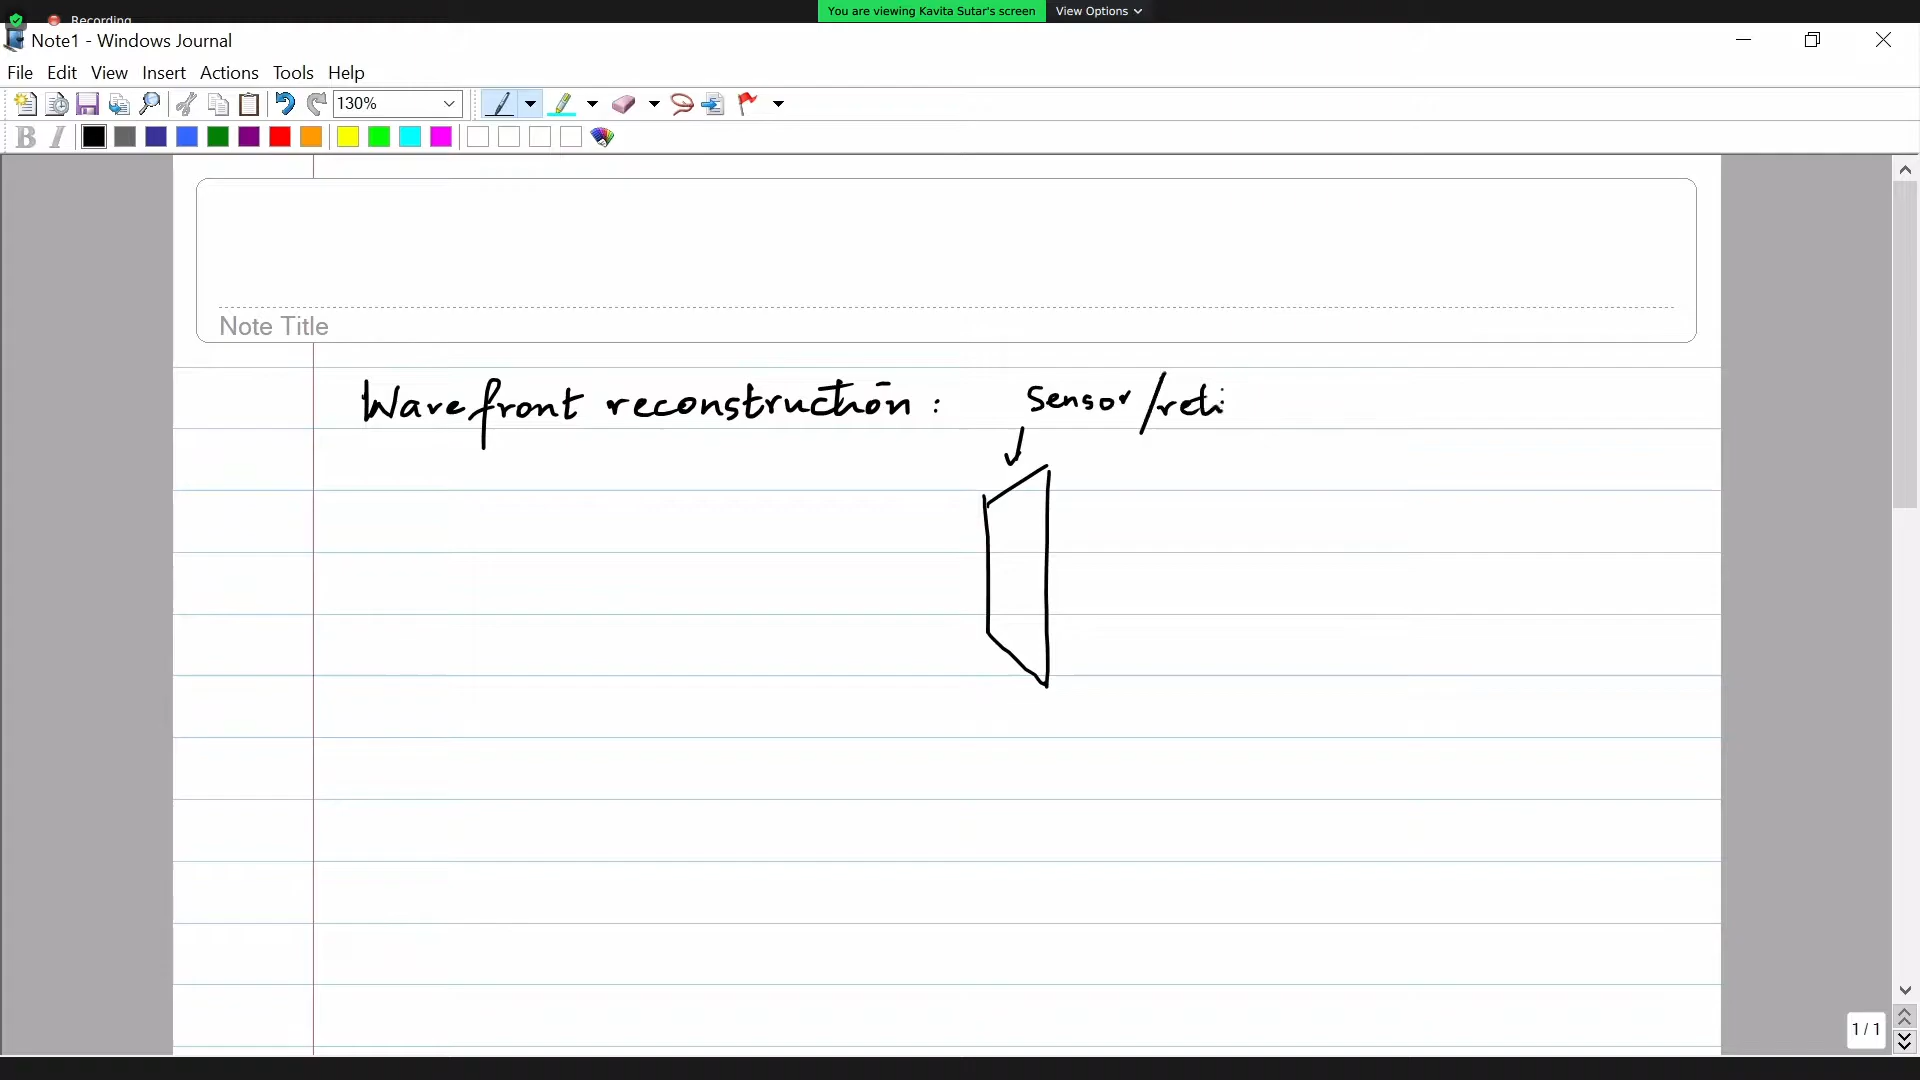 Recording
You are viewing Kavita Sutar's screen View Options
Note1 - Windows Journal
File Edit View Insert Actions Tools Help
130%
B I
Note Title
Wavefront reconstruction : Sensor/reti
1 / 1